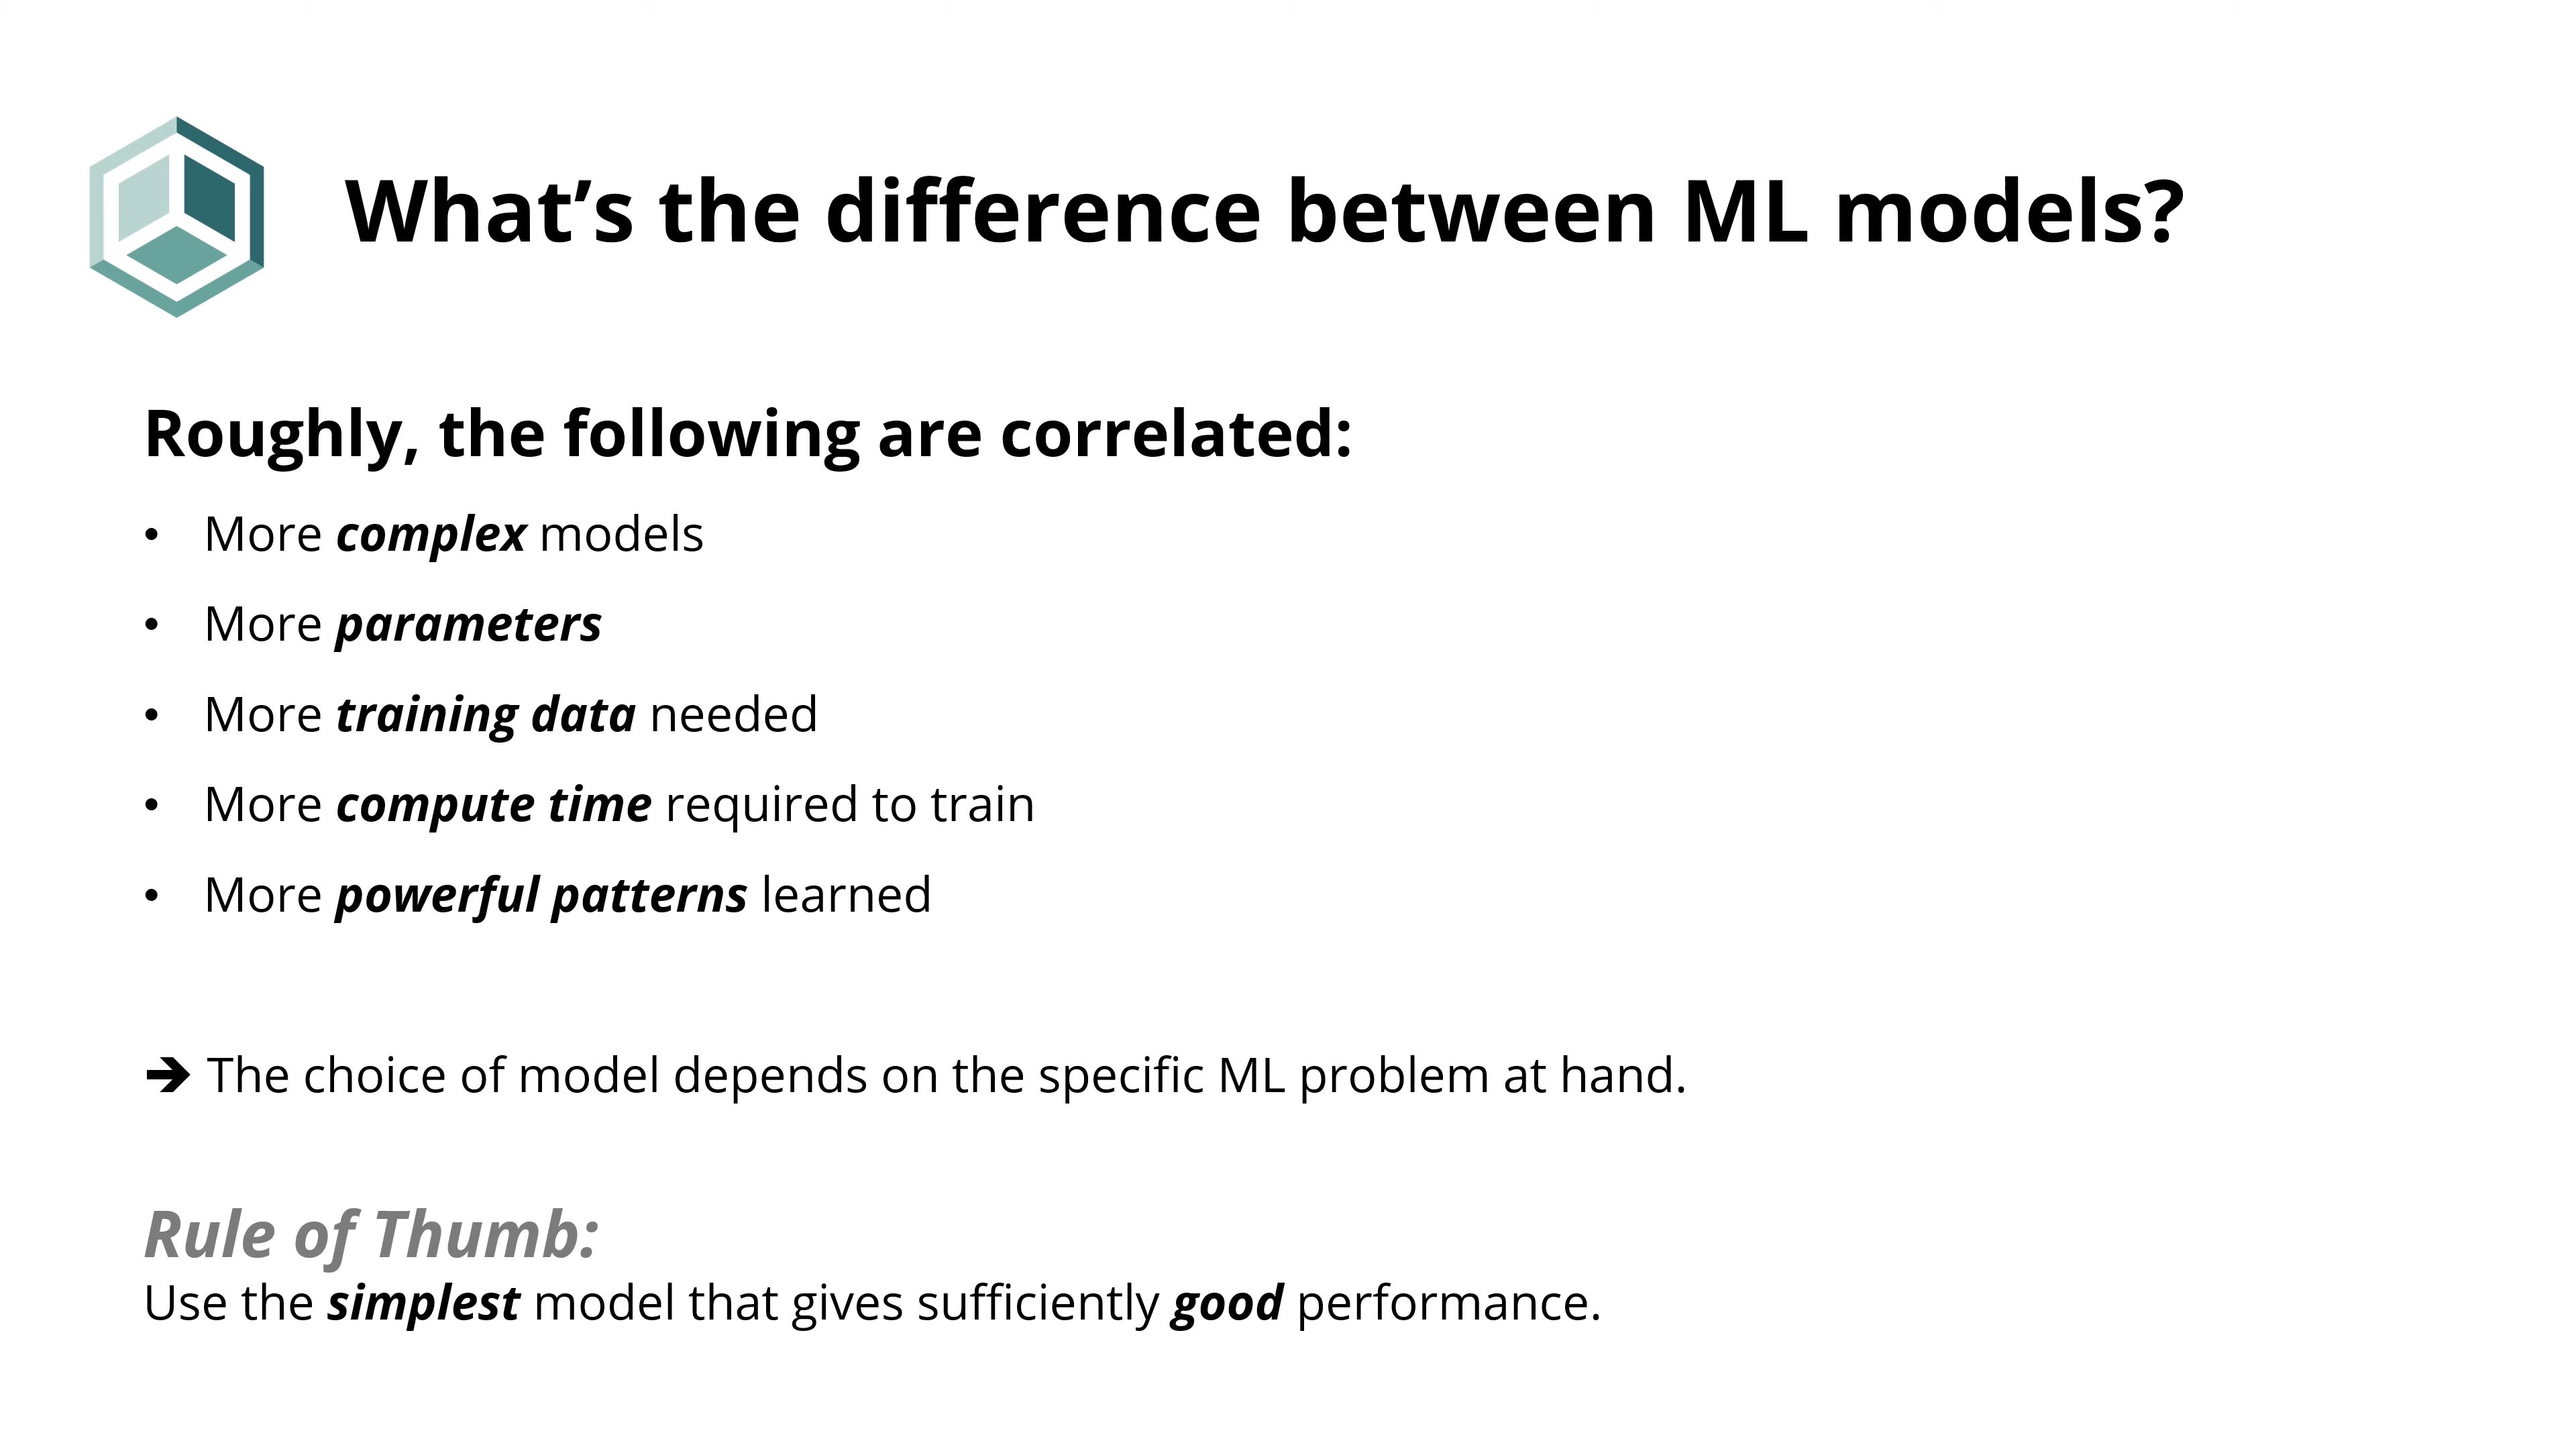 What’s the difference between ML models?
Roughly, the following are correlated:
• More complex models
• More parameters
• More training data needed
• More compute time required to train
• More powerful patterns learned
➔ The choice of model depends on the specific ML problem at hand.
Rule of Thumb:
Use the simplest model that gives sufficiently good performance.